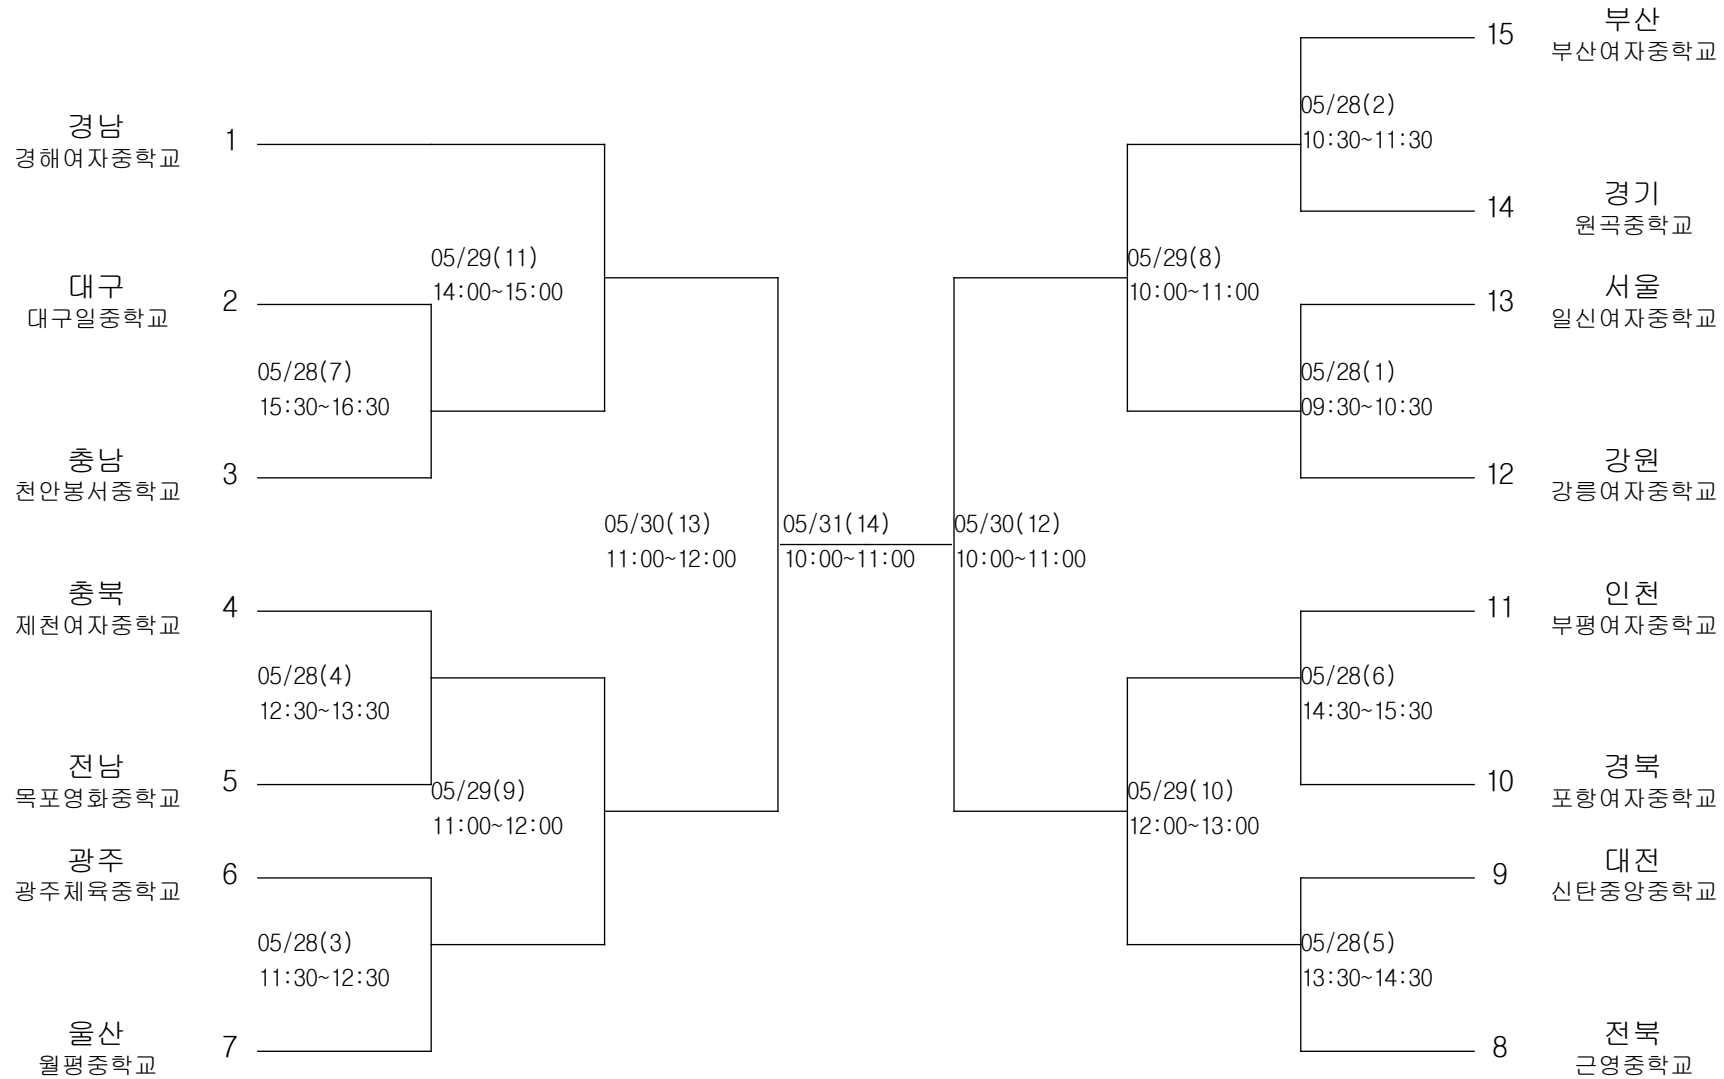 경남
경해여자중학교
1
대구
대구일중학교
2
05/28(7)
15:30~16:30
충남
천안봉서중학교
3
05/29(11)
14:00~15:00
충북
제천여자중학교
4
05/28(4)
12:30~13:30
전남
목포영화중학교
5
05/29(9)
11:00~12:00
광주
광주체육중학교
6
05/28(3)
11:30~12:30
울산
월평중학교
7
05/30(13)
11:00~12:00
05/31(14)
10:00~11:00
05/30(12)
10:00~11:00
15
부산
부산여자중학교
05/28(2)
10:30~11:30
14
경기
원곡중학교
05/29(8)
10:00~11:00
13
서울
일신여자중학교
05/28(1)
09:30~10:30
12
강원
강릉여자중학교
11
인천
부평여자중학교
05/28(6)
14:30~15:30
10
경북
포항여자중학교
05/29(10)
12:00~13:00
9
대전
신탄중앙중학교
05/28(5)
13:30~14:30
8
전북
근영중학교